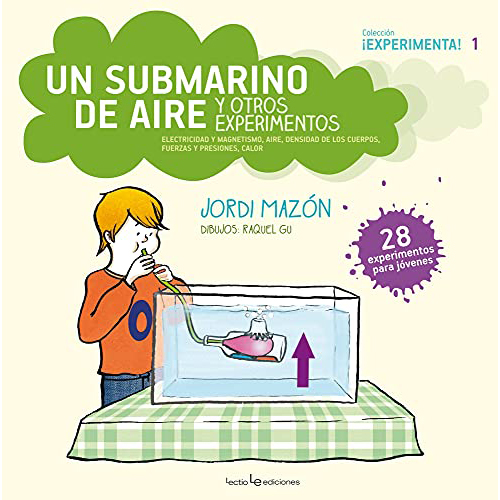 Colección
¡EXPERIMENTA! 1
UN SUBMARINO
DE AIRE Y OTROS
EXPERIMENTOS
ELECTRICIDAD Y MAGNETISMO, AIRE, DENSIDAD DE LOS CUERPOS,
FUERZAS Y PRESIONES, CALOR
JORDI MAZÓN
DIBUJOS: RAQUEL GU
28
experimentos
para jóvenes
O
Lectio Le ediciones